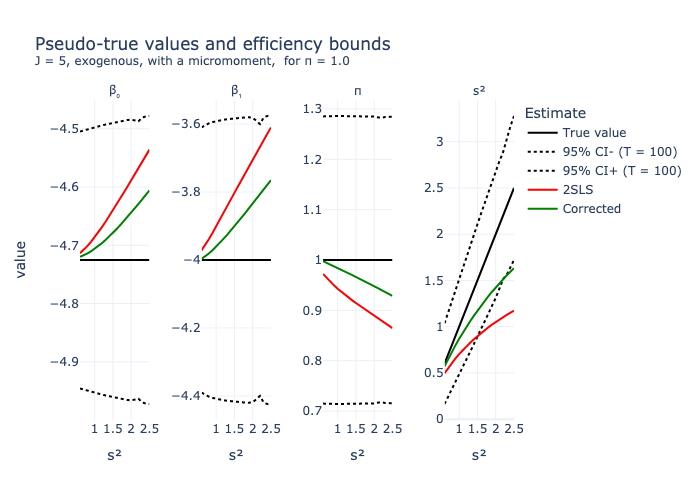 Pseudo-true values and efficiency bounds
J = 5, exogenous, with a micromoment,  for π = 1.0
β₀
β₁
π
s²
value
−4.5
−4.6
−4.7
−4.8
−4.9
1 1.5 2 2.5
s²
−3.6
−3.8
−4
−4.2
−4.4
1 1.5 2 2.5
s²
1.3
1.2
1.1
1
0.9
0.8
0.7
1 1.5 2 2.5
s²
3
2.5
2
1.5
1
0.5
0
1 1.5 2 2.5
s²
Estimate
True value
95% CI- (T = 100)
95% CI+ (T = 100)
2SLS
Corrected